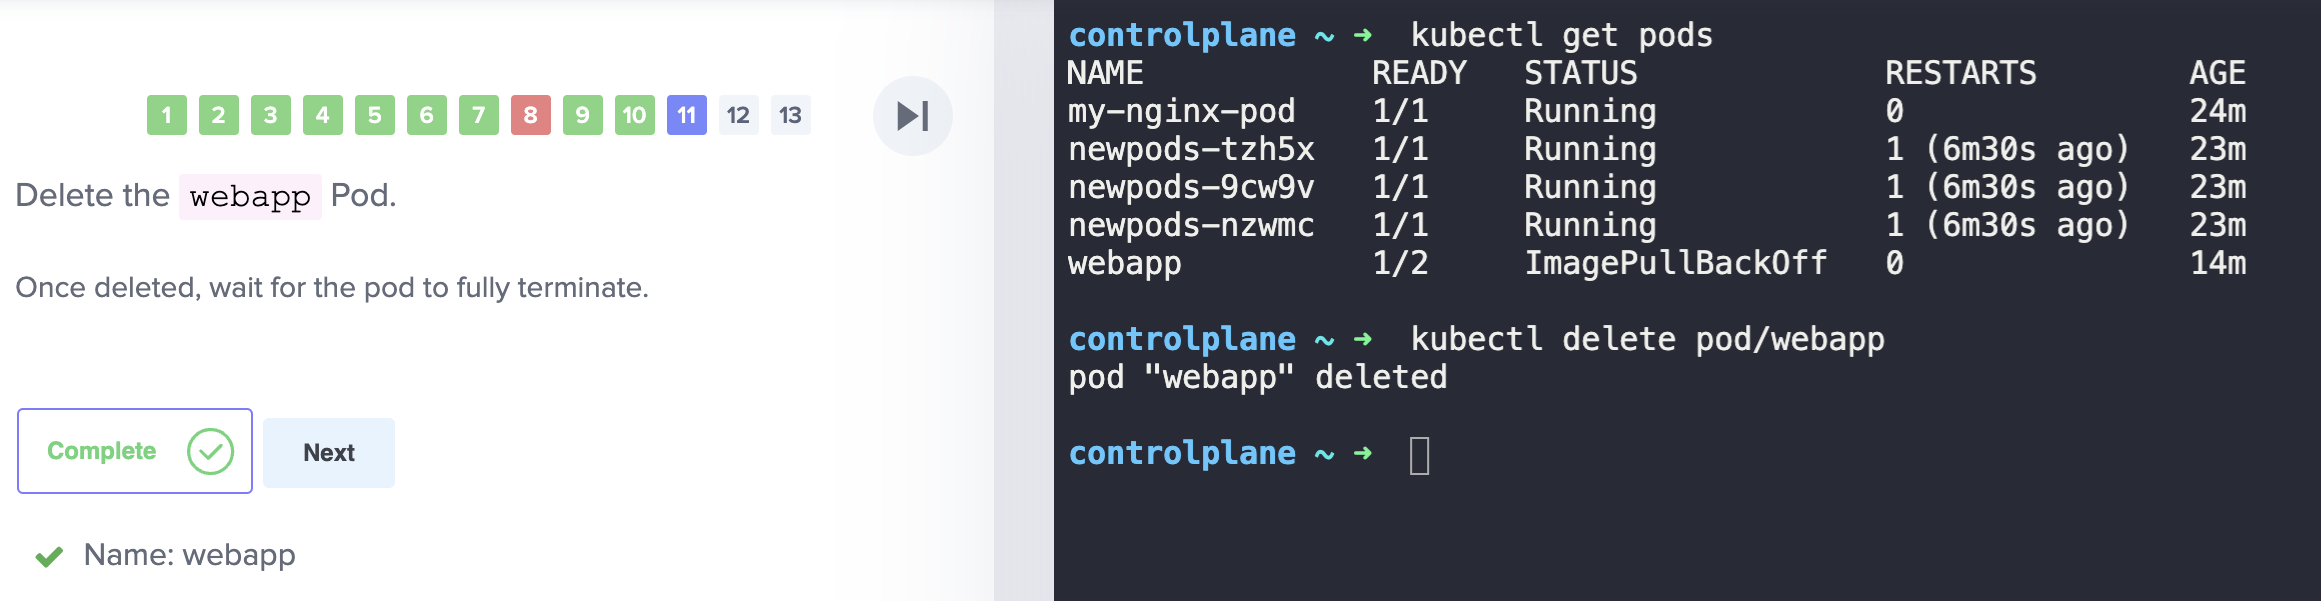 1 2 3 4 5 6 7 8 9 10 11 12 13
Delete the webapp Pod.
Once deleted, wait for the pod to fully terminate.
Complete
Next
Name: webapp
controlplane ~ ➜  kubectl get pods
NAME READY STATUS RESTARTS AGE
my-nginx-pod 1/1 Running 0 24m
newpods-tzh5x 1/1 Running 1 (6m30s ago) 23m
newpods-9cw9v 1/1 Running 1 (6m30s ago) 23m
newpods-nzwmc 1/1 Running 1 (6m30s ago) 23m
webapp 1/2 ImagePullBackOff 0 14m
controlplane ~ ➜  kubectl delete pod/webapp
pod "webapp" deleted
controlplane ~ ➜